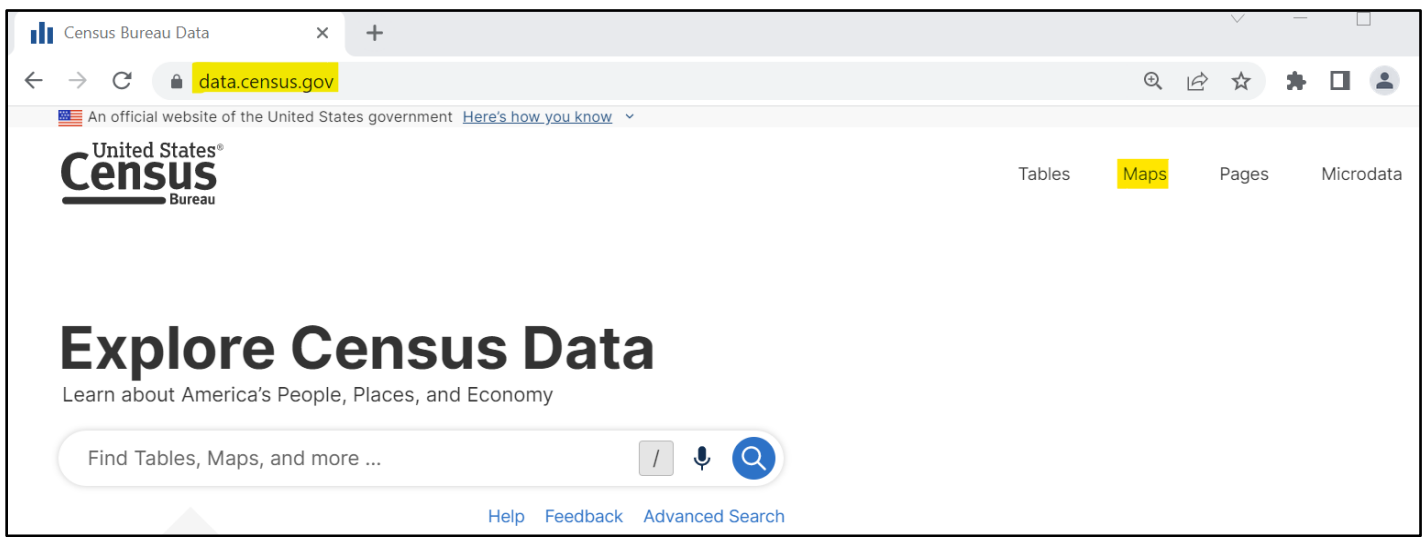 Census Bureau Data
data.census.gov
An official website of the United States government Here's how you know
United States®
Census
Bureau
Tables Maps Pages Microdata
Explore Census Data
Learn about America's People, Places, and Economy
Find Tables, Maps, and more ... /
Help Feedback Advanced Search